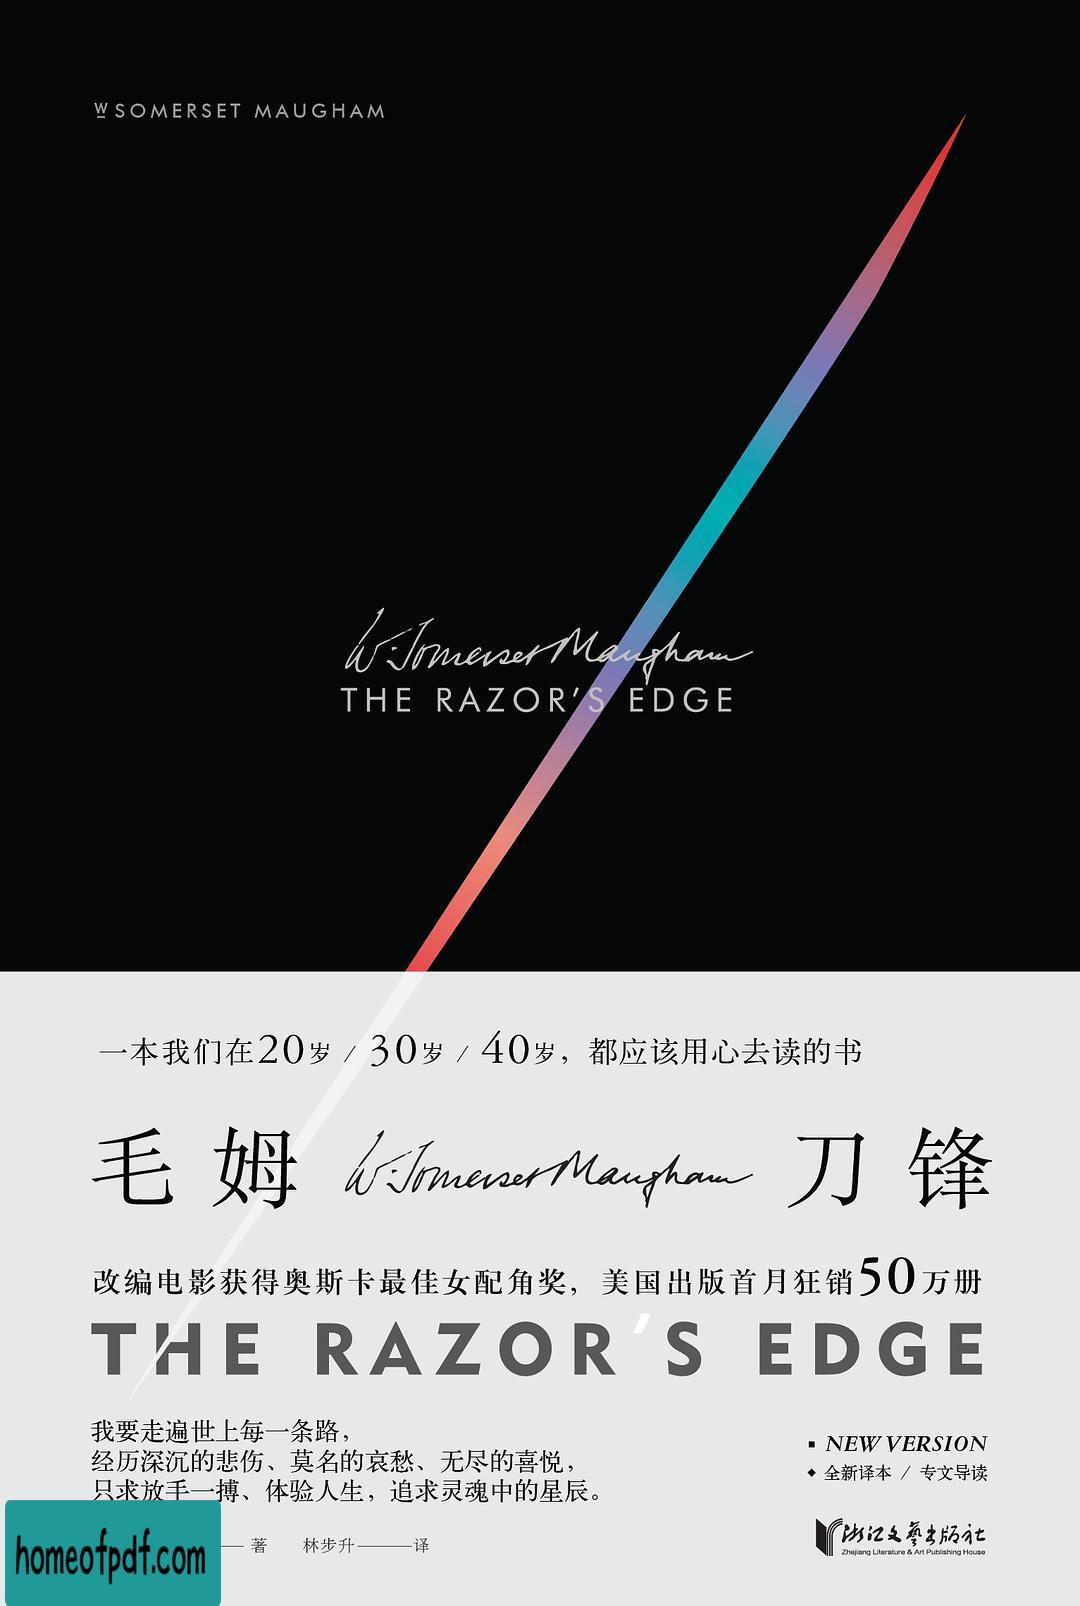 W SOMERSET MAUGHAM
W. Somerset Maugham
THE RAZOR'S EDGE
一本我们在20岁 / 30岁 / 40岁，都应该用心去读的书
毛姆 W. Somerset Maugham 刀锋
改编电影获得奥斯卡最佳女配角奖，美国出版首月狂销50万册
THE RAZOR'S EDGE
我要走遍世上每一条路，
经历深沉的悲伤、莫名的哀愁、无尽的喜悦，
只求放手一搏、体验人生，追求灵魂中的星辰。
▪ NEW VERSION
◆ 全新译本 / 专文导读
著 林步升——译
浙江文艺出版社
Zhejiang Literature & Art Publishing House
homeofpdf.com